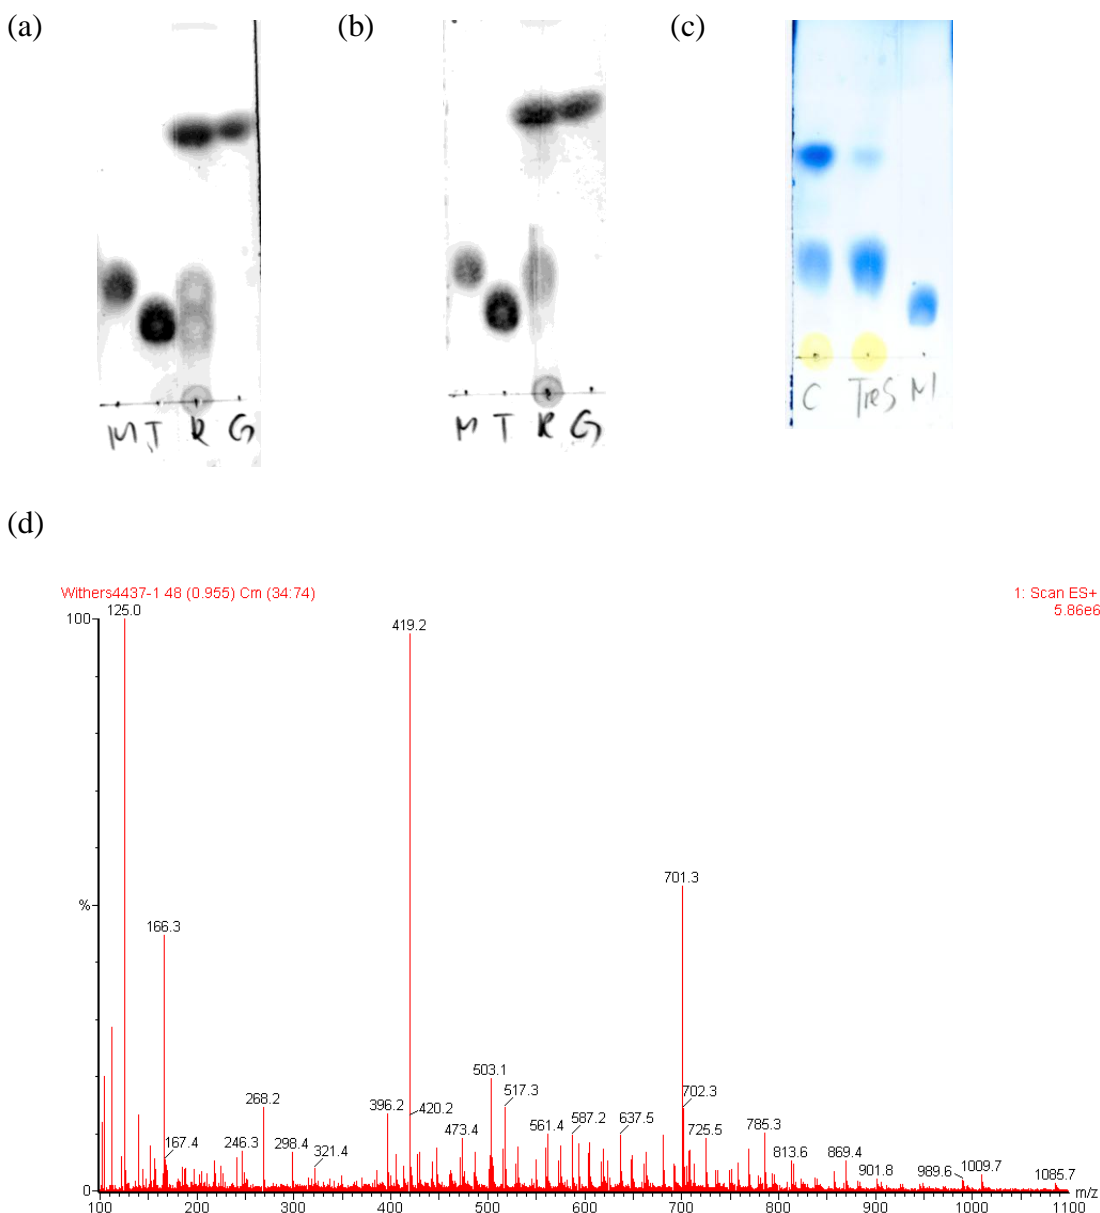 (a)
(b)
(c)
M T R G
M T R G
C TreS M
(d)
Withers4437-1 48 (0.955) Cm (34:74)
1: Scan ES+
5.86e6
100
125.0
419.2
701.3
%
166.3
503.1
517.3
268.2
396.2
420.2
702.3
167.4
246.3
298.4
321.4
473.4
561.4
587.2
637.5
725.5
785.3
813.6
869.4
901.8
989.6
1009.7
1085.7
0
100 200 300 400 500 600 700 800 900 1000 1100
m/z